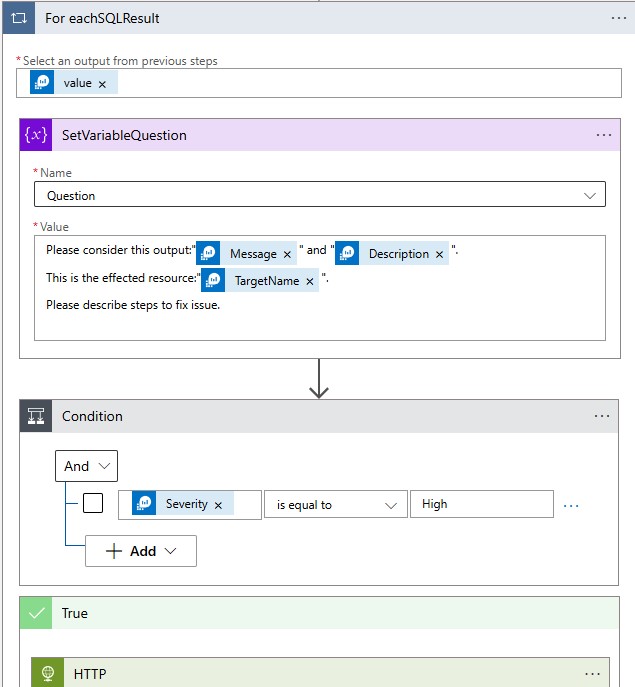 For eachSQLResult
* Select an output from previous steps
value ×
{x} SetVariableQuestion
* Name
Question
* Value
Please consider this output:" Message × " and " Description × ".
This is the effected resource:" TargetName × ".
Please describe steps to fix issue.
Condition
And
Severity × is equal to High
+ Add
True
HTTP